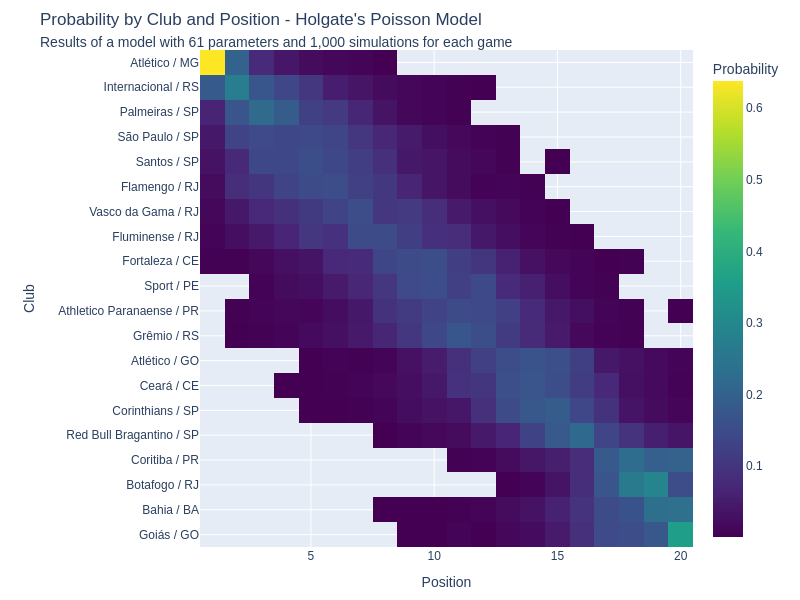 Probability by Club and Position - Holgate's Poisson Model
Results of a model with 61 parameters and 1,000 simulations for each game
Probability
Club
Atlético / MG
Internacional / RS
Palmeiras / SP
São Paulo / SP
Santos / SP
Flamengo / RJ
Vasco da Gama / RJ
Fluminense / RJ
Fortaleza / CE
Sport / PE
Athletico Paranaense / PR
Grêmio / RS
Atlético / GO
Ceará / CE
Corinthians / SP
Red Bull Bragantino / SP
Coritiba / PR
Botafogo / RJ
Bahia / BA
Goiás / GO
0.6
0.5
0.4
0.3
0.2
0.1
5
10
15
20
Position